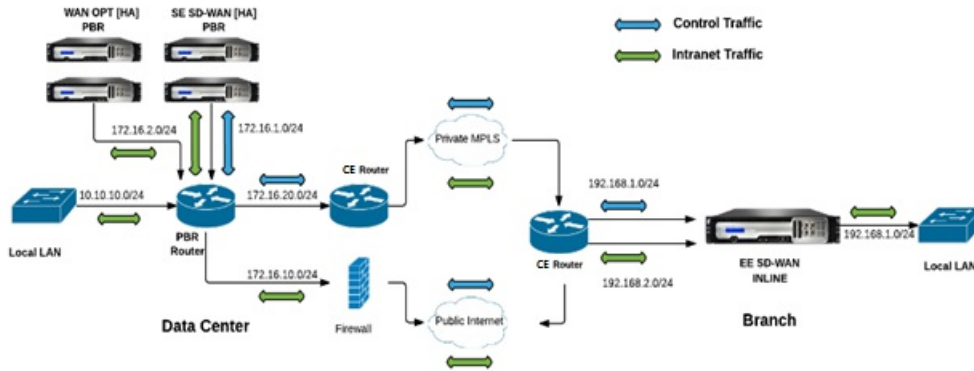 WAN OPT [HA]
PBR
SE SD-WAN [HA]
PBR
Control Traffic
Intranet Traffic
172.16.2.0/24
172.16.1.0/24
Private MPLS
CE Router
10.10.10.0/24
172.16.20.0/24
192.168.1.0/24
192.168.1.0/24
Local LAN
PBR
Router
CE Router
EE SD-WAN
INLINE
Local LAN
172.16.10.0/24
192.168.2.0/24
Data Center
Firewall
Public Internet
Branch